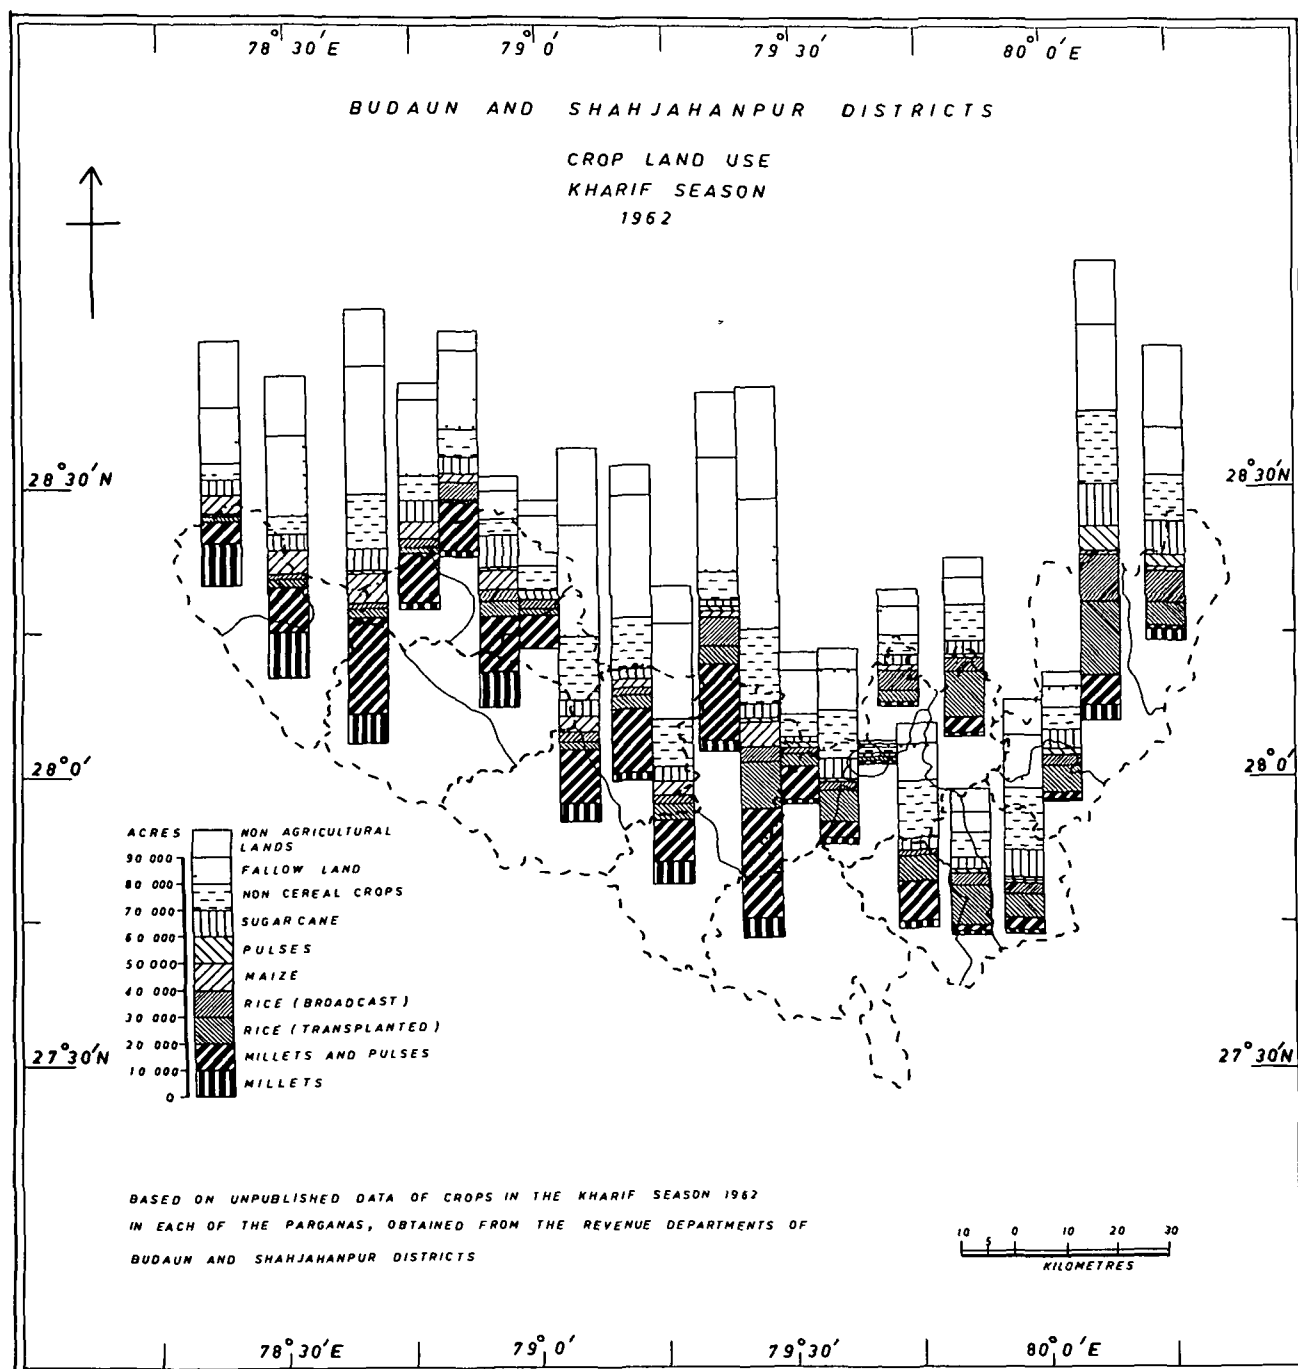 78°30'E 79°0' 79°30' 80°0'E
BUDAUN AND SHAHJAHANPUR DISTRICTS
CROP LAND USE
KHARIF SEASON
1962
28°30'N 28°30N
28°0' 28°0'
ACRES
NON AGRICULTURAL
LANDS
90 000
FALLOW LAND
80 000
NON CEREAL CROPS
70 000
SUGARCANE
60 000
PULSES
50 000
MAIZE
40 000
RICE (BROADCAST)
30 000
RICE (TRANSPLANTED)
20 000
MILLETS AND PULSES
10 000
MILLETS
0
27°30'N 27°30N
BASED ON UNPUBLISHED DATA OF CROPS IN THE KHARIF SEASON 1962
IN EACH OF THE PARGANAS, OBTAINED FROM THE REVENUE DEPARTMENTS OF
BUDAUN AND SHAHJAHANPUR DISTRICTS
10 5 0 10 20 30
KILOMETRES
78°30'E 79°0' 79°30' 80°0'E